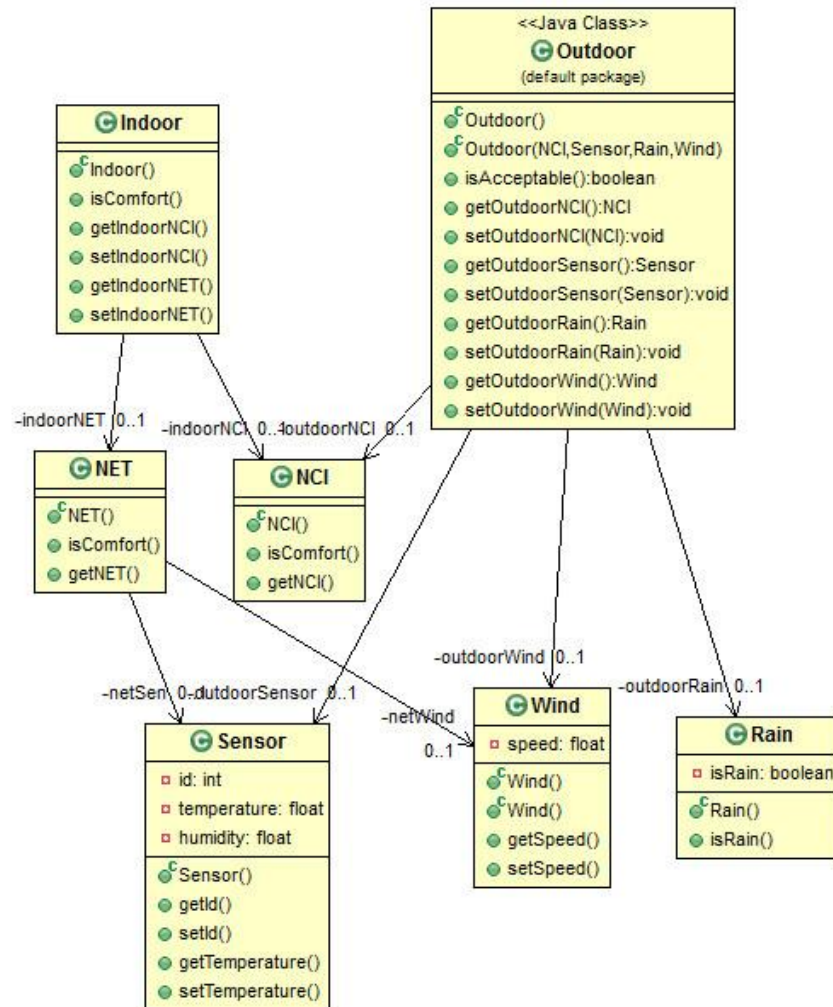 <<Java Class>>
Outdoor
(default package)
Outdoor()
Outdoor(NCI,Sensor,Rain,Wind)
isAcceptable():boolean
getOutdoorNCI():NCI
setOutdoorNCI(NCI):void
getOutdoorSensor():Sensor
setOutdoorSensor(Sensor):void
getOutdoorRain():Rain
setOutdoorRain(Rain):void
getOutdoorWind():Wind
setOutdoorWind(Wind):void
Indoor
Indoor()
isComfort()
getIndoorNCI()
setIndoorNCI()
getIndoorNET()
setIndoorNET()
-indoorNET 0..1
-indoorNCI
outdoorNCI 0..1
NET
NET()
isComfort()
getNET()
NCI
NCI()
isComfort()
getNCI()
-netSen
outdoorSensor 0..1
-netWind
0..1
-outdoorWind 0..1
-outdoorRain 0..1
Sensor
id: int
temperature: float
humidity: float
Sensor()
getId()
setId()
getTemperature()
setTemperature()
Wind
speed: float
Wind()
Wind()
getSpeed()
setSpeed()
Rain
isRain: boolean
Rain()
isRain()